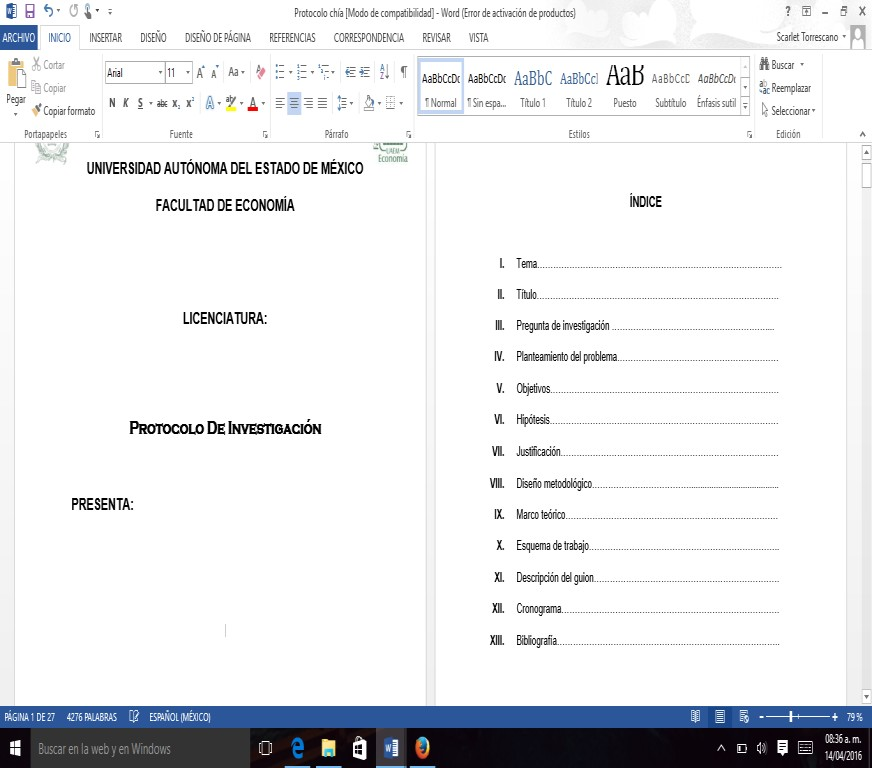 Protocolo chía [Modo de compatibilidad] - Word (Error de activación de productos)
ARCHIVO INICIO INSERTAR DISEÑO DISEÑO DE PÁGINA REFERENCIAS CORRESPONDENCIA REVISAR VISTA Scarlet Torrescano
Pegar
Cortar
Copiar
Copiar formato
Portapapeles
Arial 11
N K S abc x₂ x²
Fuente
Párrafo
AaBbCcDc AaBbCcDc AaBbC AaBbCcl AaB AaBbCcD AaBbCcDc
¶ Normal ¶ Sin espa... Título 1 Título 2 Puesto Subtítulo Énfasis sutil
Estilos
Buscar
Reemplazar
Seleccionar
Edición
UAEM
Economía
UNIVERSIDAD AUTÓNOMA DEL ESTADO DE MÉXICO
FACULTAD DE ECONOMÍA
LICENCIATURA:
PROTOCOLO DE INVESTIGACIÓN
PRESENTA:
ÍNDICE
I. Tema
II. Título
III. Pregunta de investigación
IV. Planteamiento del problema
V. Objetivos
VI. Hipótesis
VII. Justificación
VIII. Diseño metodológico
IX. Marco teórico
X. Esquema de trabajo
XI. Descripción del guion
XII. Cronograma
XIII. Bibliografía
PÁGINA 1 DE 27 4276 PALABRAS ESPAÑOL (MÉXICO) 79 %
Buscar en la web y en Windows
08:36 a. m.
14/04/2016